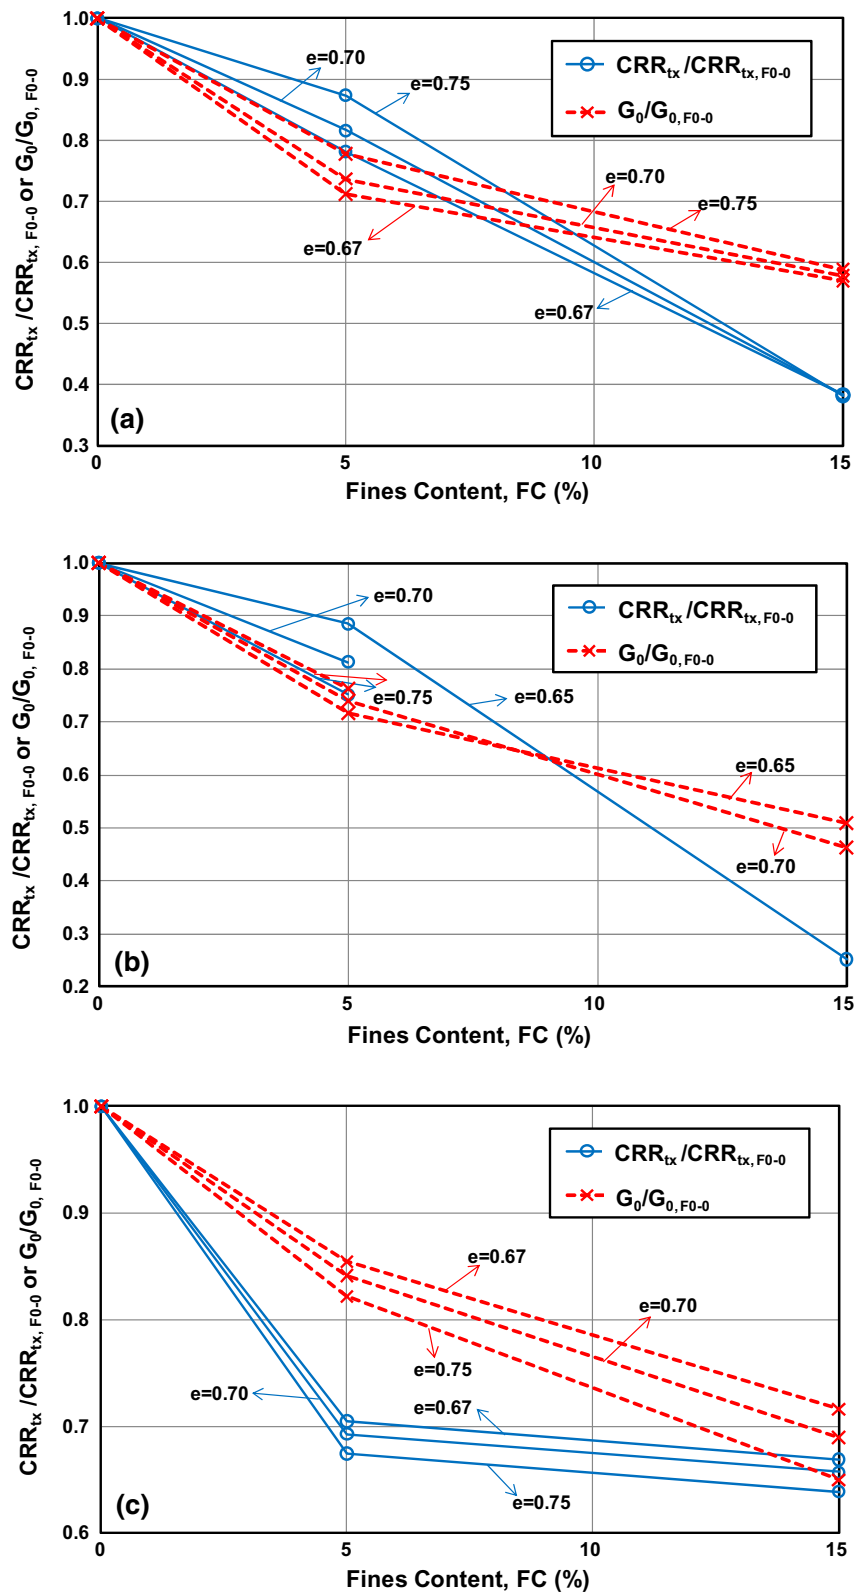 CRRtx /CRRtx, F0-0 or G0/G0, F0-0
1.0
0.9
0.8
0.7
0.6
0.5
0.4
0.3
e=0.70
e=0.75
CRRtx /CRRtx, F0-0
G0/G0, F0-0
e=0.70
e=0.75
e=0.67
e=0.67
(a)
0
5
10
15
Fines Content, FC (%)
CRRtx /CRRtx, F0-0 or G0/G0, F0-0
1.0
0.9
0.8
0.7
0.6
0.5
0.4
0.3
0.2
e=0.70
CRRtx /CRRtx, F0-0
G0/G0, F0-0
e=0.75
e=0.65
e=0.65
e=0.70
(b)
0
5
10
15
Fines Content, FC (%)
CRRtx /CRRtx, F0-0 or G0/G0, F0-0
1.0
0.9
0.8
0.7
0.6
CRRtx /CRRtx, F0-0
G0/G0, F0-0
e=0.67
e=0.70
e=0.75
e=0.70
e=0.67
e=0.75
(c)
0
5
10
15
Fines Content, FC (%)